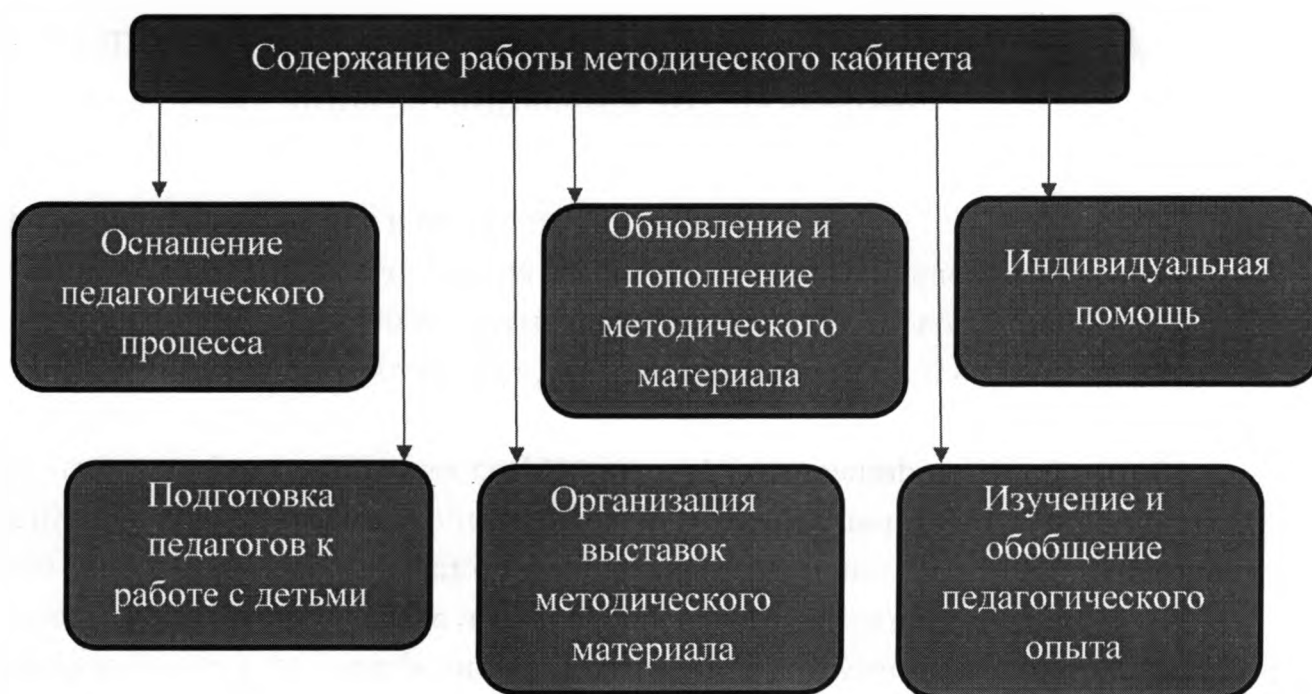 Содержание работы методического кабинета
Оснащение
педагогического
процесса
Обновление и
пополнение
методического
материала
Индивидуальная
помощь
Подготовка
педагогов к
работе с детьми
Организация
выставок
методического
материала
Изучение и
обобщение
педагогического
опыта